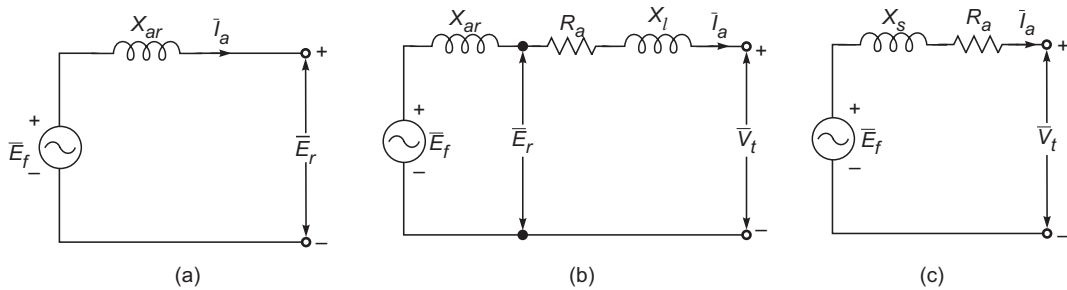 X_ar
Ī_a
+
+
Ē_f
–
Ē_r
–
(a)
X_ar
R_a
X_l
Ī_a
+
+
Ē_f
–
Ē_r
V̄_t
–
(b)
X_s
R_a
Ī_a
+
+
Ē_f
–
V̄_t
–
(c)